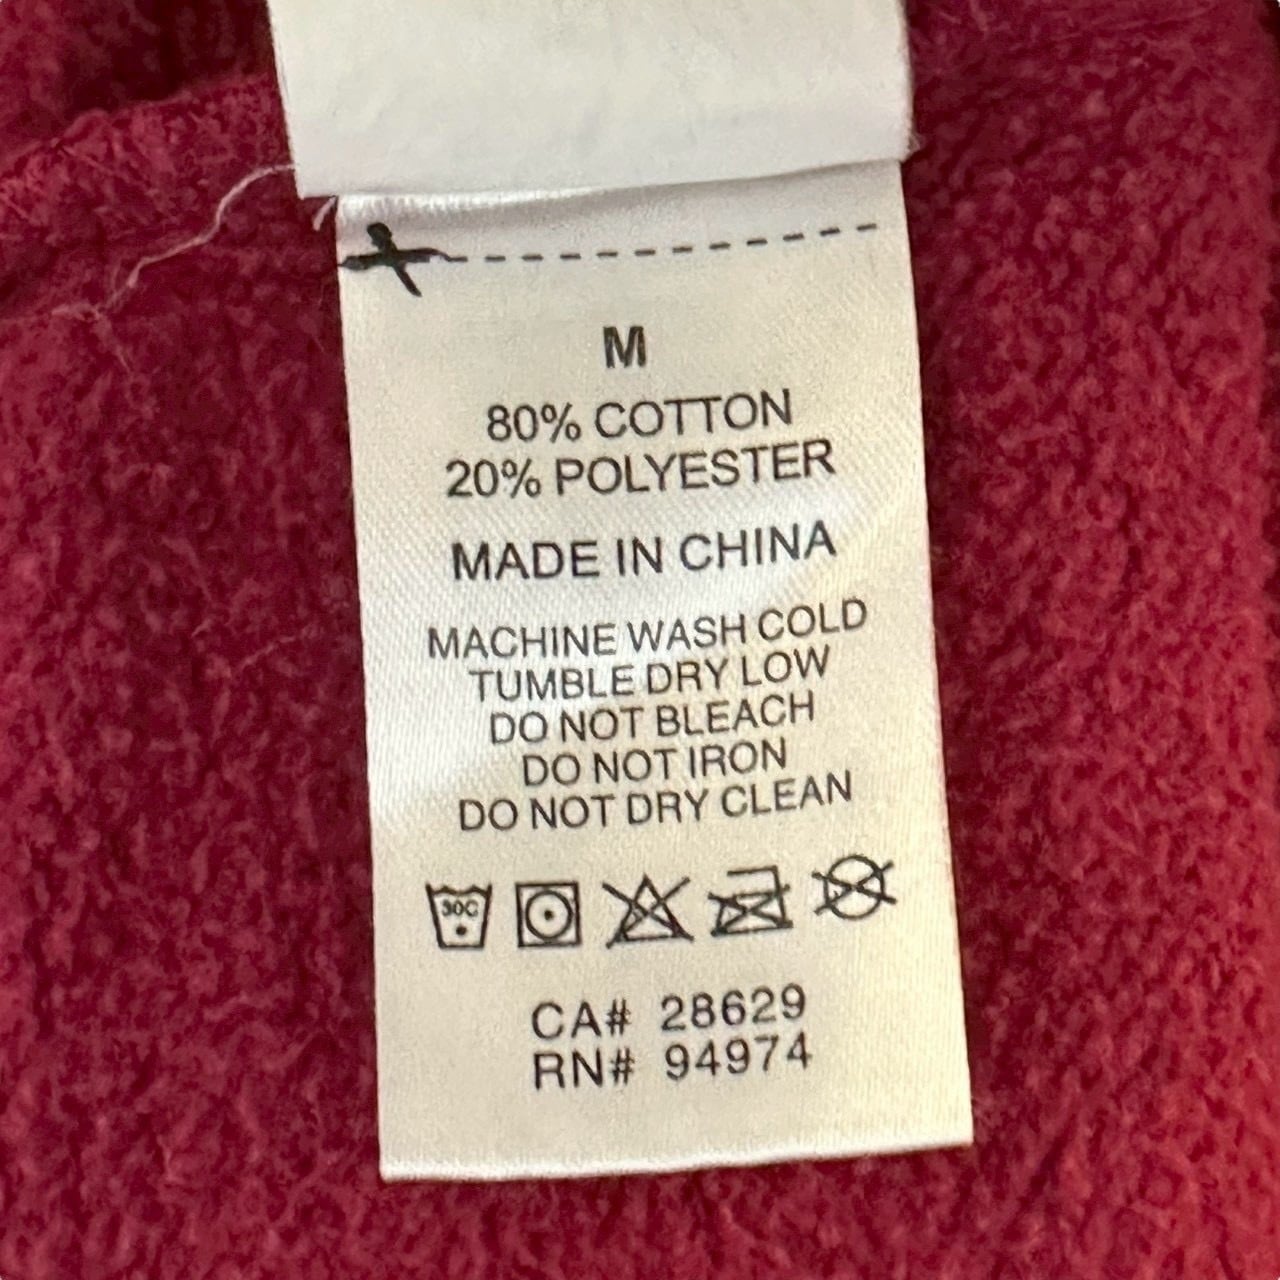 M
80% COTTON
20% POLYESTER
MADE IN CHINA
MACHINE WASH COLD
TUMBLE DRY LOW
DO NOT BLEACH
DO NOT IRON
DO NOT DRY CLEAN
30C
CA# 28629
RN# 94974